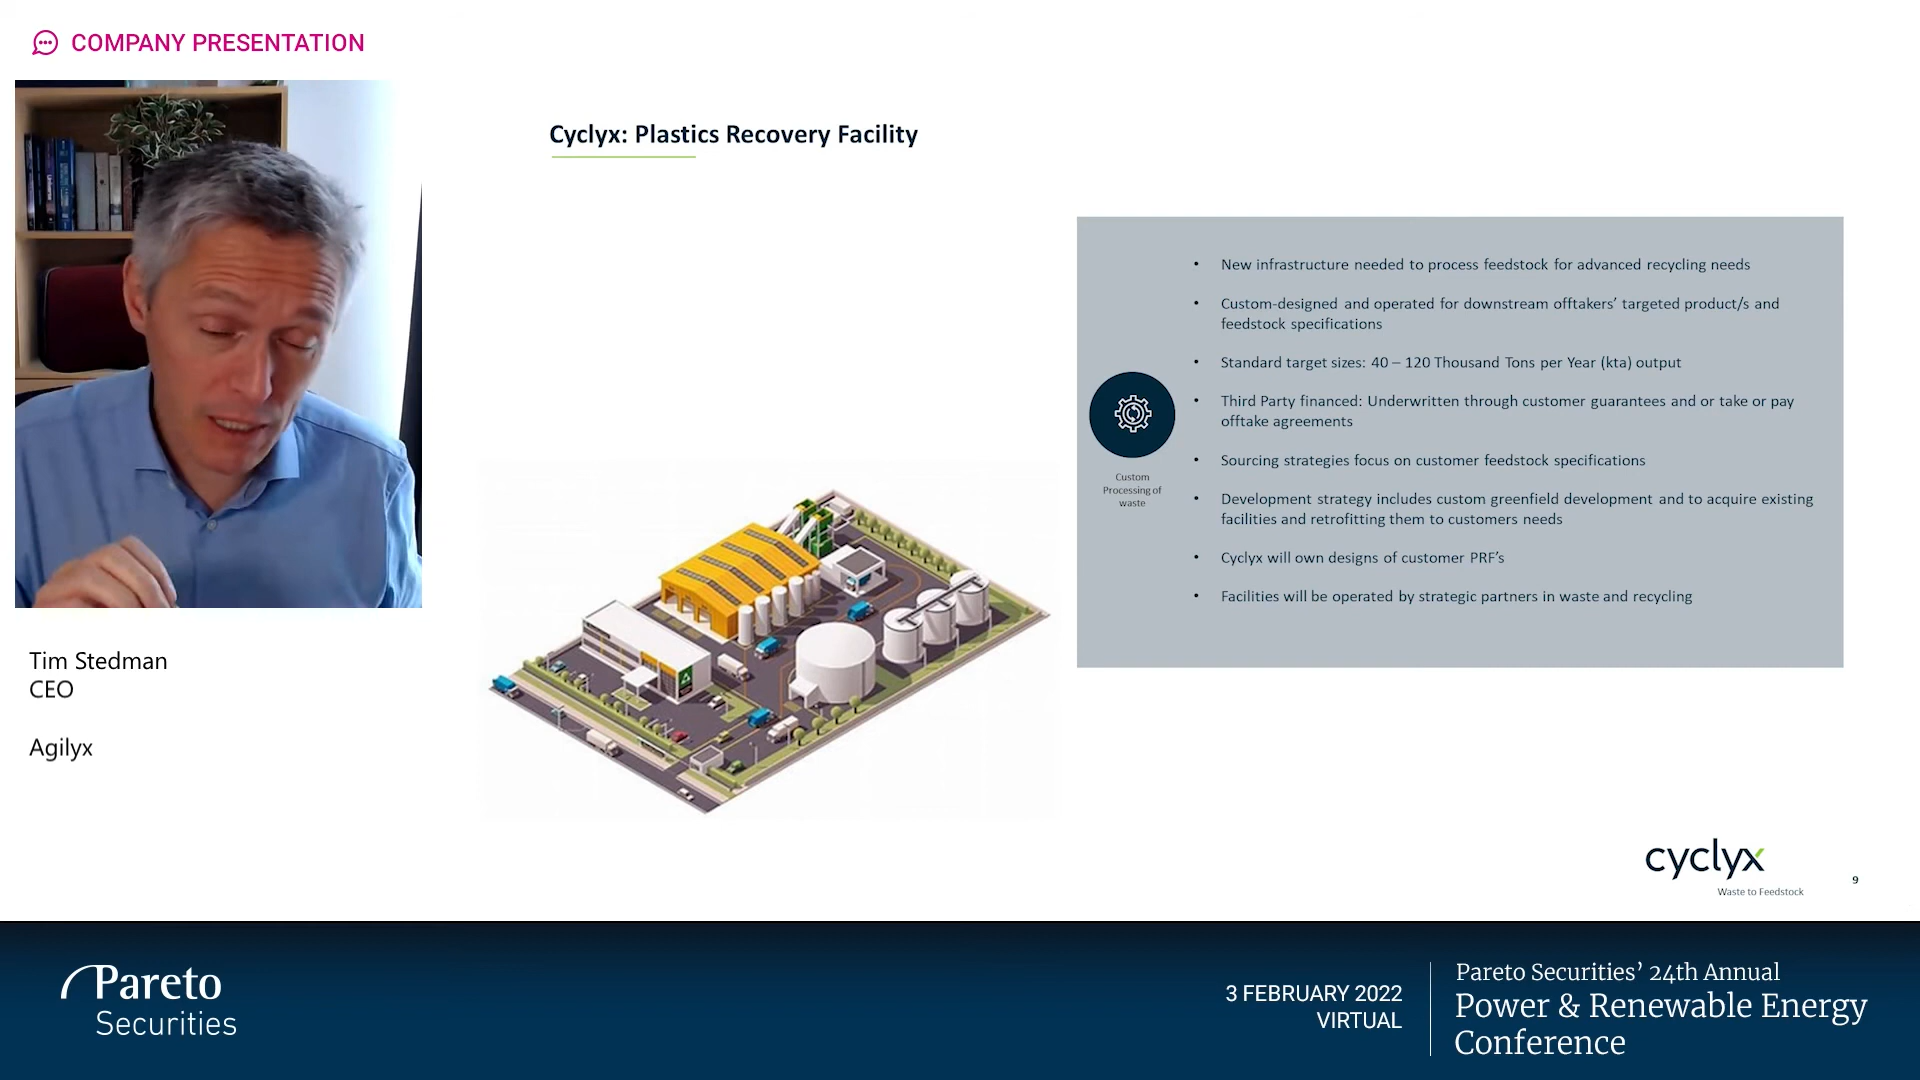 COMPANY PRESENTATION
Cyclyx: Plastics Recovery Facility
• New infrastructure needed to process feedstock for advanced recycling needs
• Custom-designed and operated for downstream offtakers’ targeted product/s and
feedstock specifications
• Standard target sizes: 40 – 120 Thousand Tons per Year (kta) output
• Third Party financed: Underwritten through customer guarantees and or take or pay
offtake agreements
• Sourcing strategies focus on customer feedstock specifications
• Development strategy includes custom greenfield development and to acquire existing
facilities and retrofitting them to customers needs
• Cyclyx will own designs of customer PRF’s
• Facilities will be operated by strategic partners in waste and recycling
Custom
Processing of
waste
Tim Stedman
CEO
Agilyx
cyclyx
Waste to Feedstock
9
Pareto
Securities
3 FEBRUARY 2022
VIRTUAL
Pareto Securities’ 24th Annual
Power & Renewable Energy
Conference